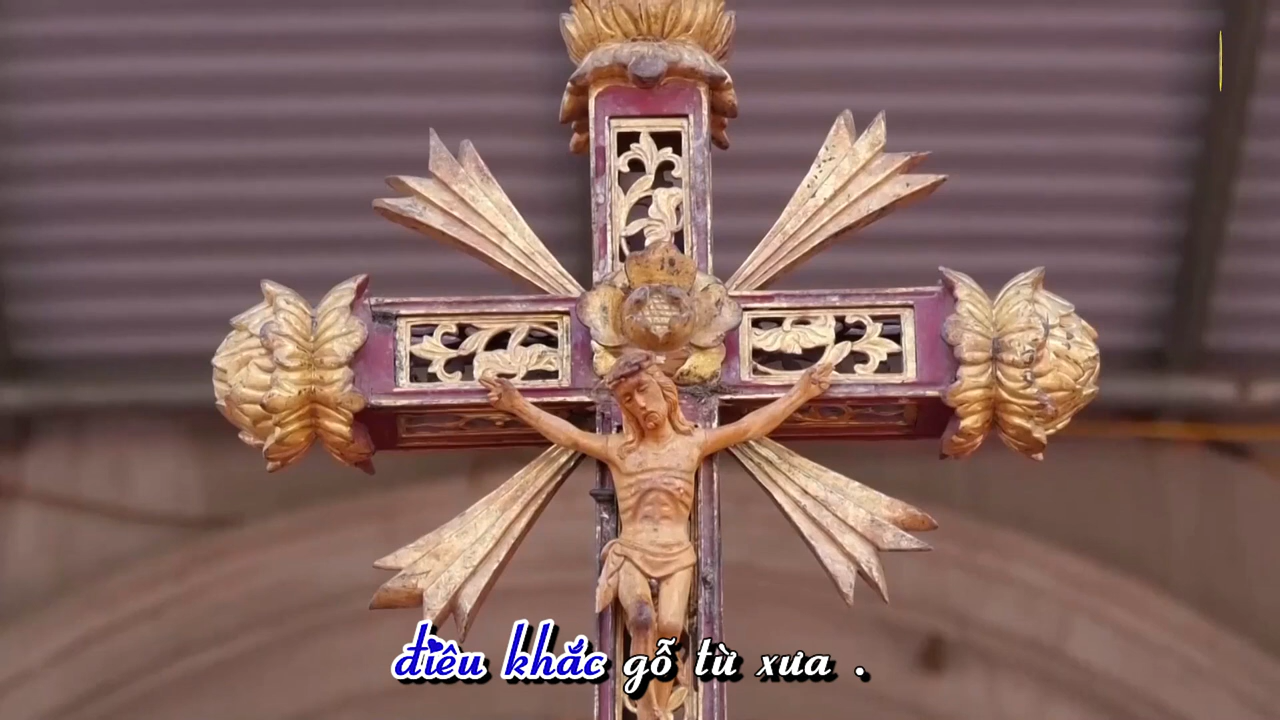 điêu khắc gỗ từ xưa .